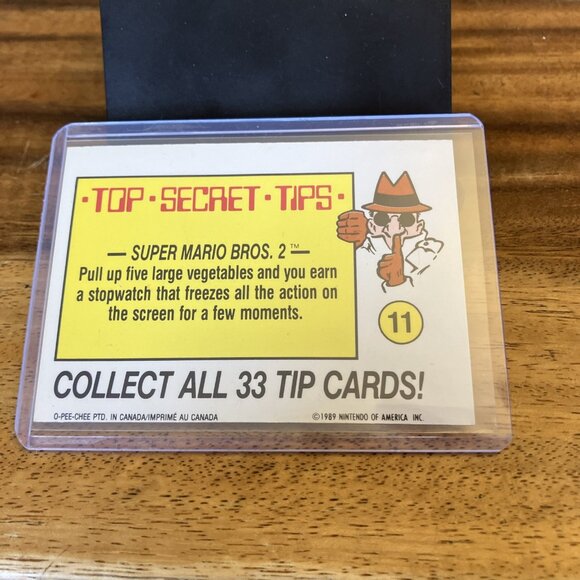 ·TOP·SECRET·TIPS·
— SUPER MARIO BROS. 2™ —
Pull up five large vegetables and you earn
a stopwatch that freezes all the action on
the screen for a few moments.
11
COLLECT ALL 33 TIP CARDS!
O-PEE-CHEE PTD. IN CANADA/IMPRIMÉ AU CANADA
©1989 NINTENDO OF AMERICA INC.